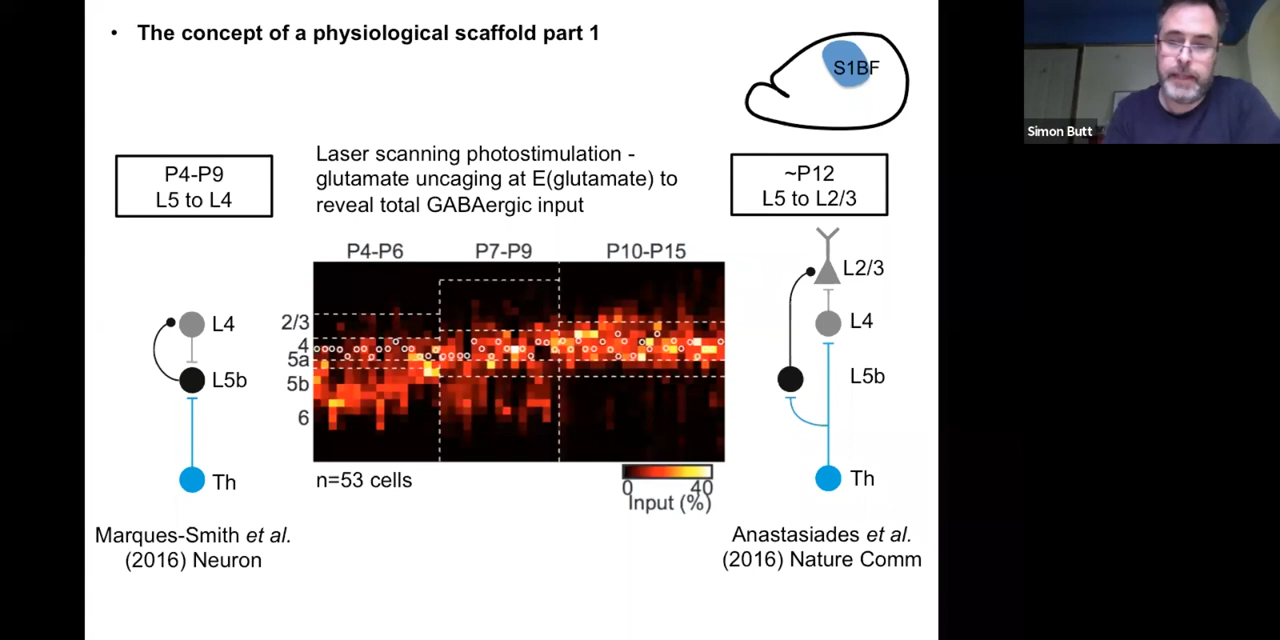 • The concept of a physiological scaffold part 1
S1BF
Simon Butt
P4-P9
L5 to L4
Laser scanning photostimulation -
glutamate uncaging at E(glutamate) to
reveal total GABAergic input
~P12
L5 to L2/3
P4-P6 P7-P9 P10-P15
2/3
4
5a
5b
6
L4
L5b
Th
L2/3
L4
L5b
Th
n=53 cells
0 40
Input (%)
Marques-Smith et al.
(2016) Neuron
Anastasiades et al.
(2016) Nature Comm